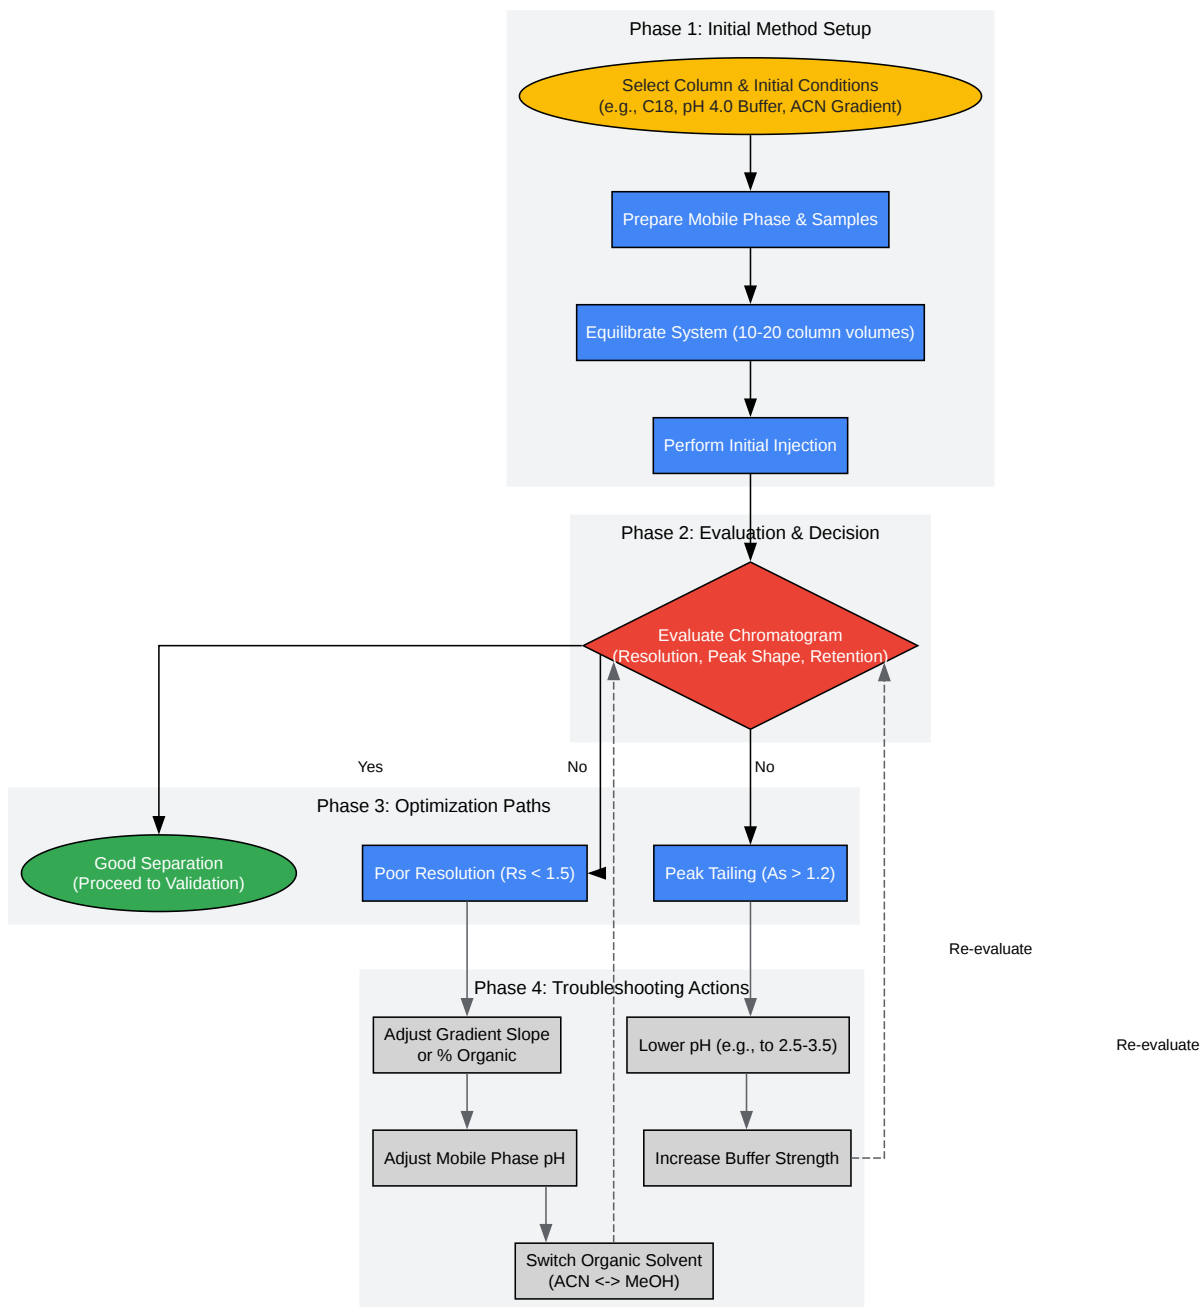 Phase 1: Initial Method Setup
Select Column & Initial Conditions
(e.g., C18, pH 4.0 Buffer, ACN Gradient)
Prepare Mobile Phase & Samples
Equilibrate System (10-20 column volumes)
Perform Initial Injection
Phase 2: Evaluation & Decision
Evaluate Chromatogram
(Resolution, Peak Shape, Retention)
Yes
No
No
Phase 3: Optimization Paths
Good Separation
(Proceed to Validation)
Poor Resolution (Rs < 1.5)
Peak Tailing (As > 1.2)
Re-evaluate
Phase 4: Troubleshooting Actions
Adjust Gradient Slope
or % Organic
Lower pH (e.g., to 2.5-3.5)
Re-evaluate
Adjust Mobile Phase pH
Increase Buffer Strength
Switch Organic Solvent
(ACN <-> MeOH)